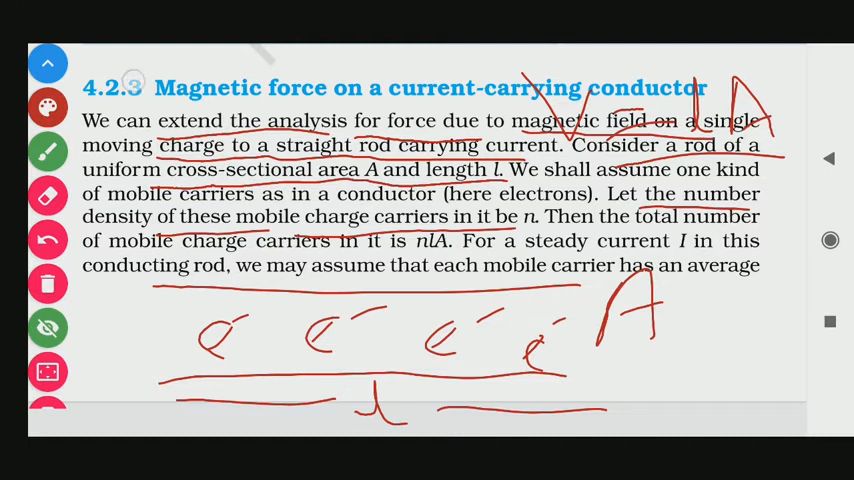 4.2.3 Magnetic force on a current-carrying conductor
V = lA
We can extend the analysis for force due to magnetic field on a single
moving charge to a straight rod carrying current. Consider a rod of a
uniform cross-sectional area A and length l. We shall assume one kind
of mobile carriers as in a conductor (here electrons). Let the number
density of these mobile charge carriers in it be n. Then the total number
of mobile charge carriers in it is nlA. For a steady current I in this
conducting rod, we may assume that each mobile carrier has an average
e⁻ e⁻ e⁻ e⁻ A
l